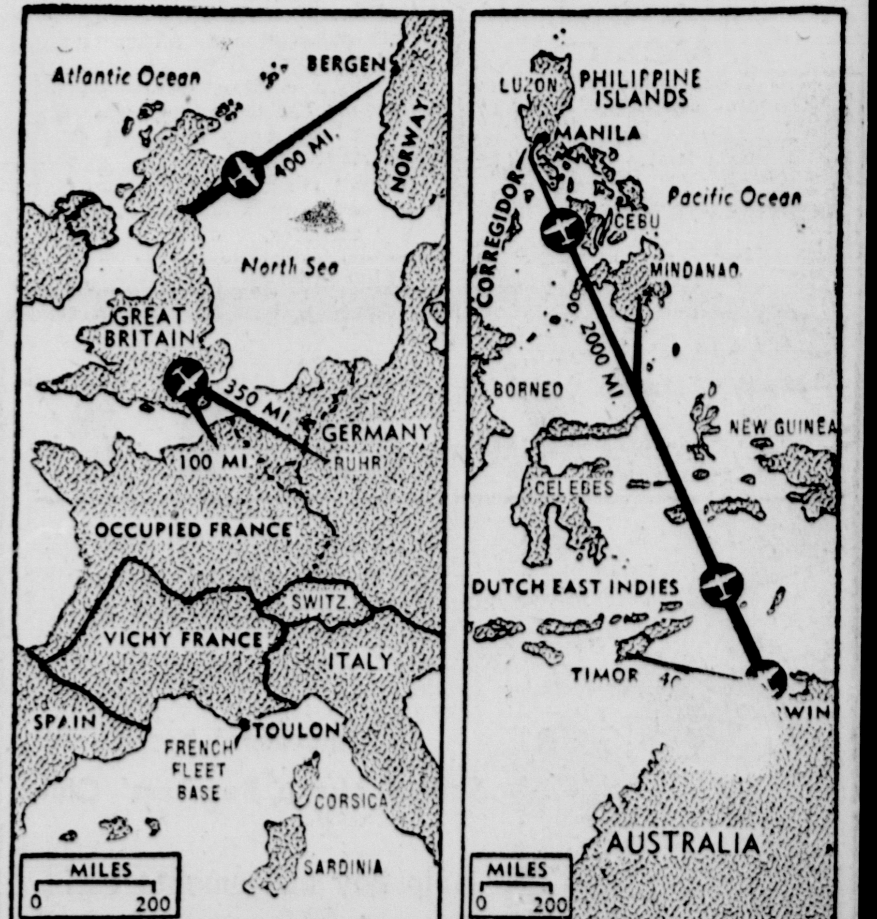 Atlantic Ocean
BERGEN
NORWAY
400 MI.
North Sea
GREAT
BRITAIN
350 MI.
GERMANY
RUHR
100 MI.
OCCUPIED FRANCE
SWITZ.
VICHY FRANCE
ITALY
SPAIN
TOULON
FRENCH
FLEET
BASE
CORSICA
SARDINIA
MILES
0 200
LUZON
PHILIPPINE
ISLANDS
MANILA
Pacific Ocean
CORREGIDOR
CEBU
MINDANAO
2000 MI.
BORNEO
NEW GUINEA
CELEBES
DUTCH EAST INDIES
TIMOR
WIN
AUSTRALIA
MILES
0 200